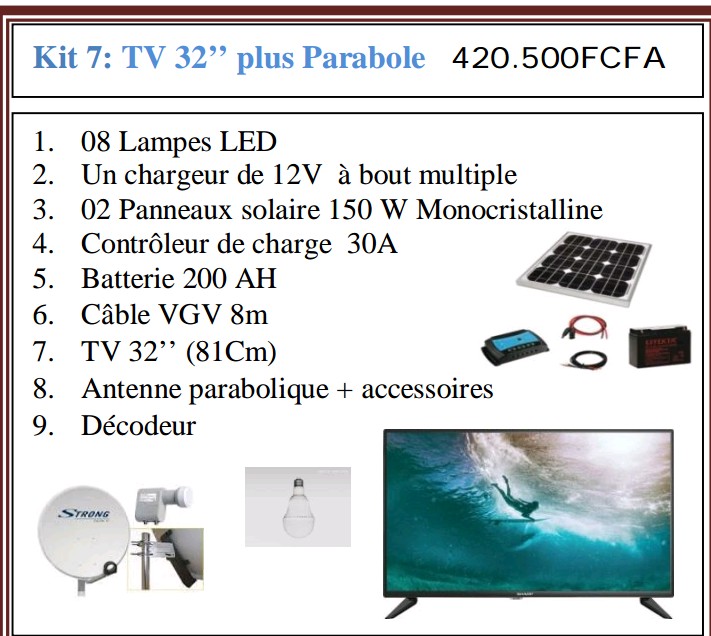 Kit 7: TV 32’’ plus Parabole 420.500FCFA
1. 08 Lampes LED
2. Un chargeur de 12V à bout multiple
3. 02 Panneaux solaire 150 W Monocristalline
4. Contrôleur de charge 30A
5. Batterie 200 AH
6. Câble VGV 8m
7. TV 32’’ (81Cm)
8. Antenne parabolique + accessoires
9. Décodeur
STRONG
SHARP